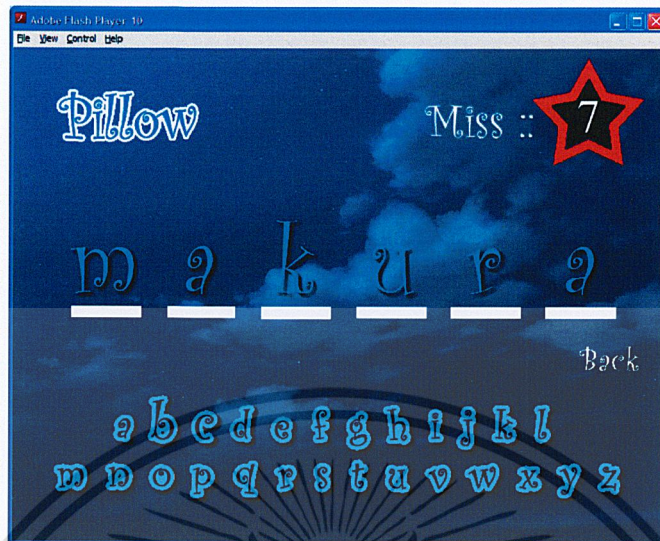 Adobe Flash Player 10
File View Control Help
Pillow
Miss :: 7
m a k u r a
Back
a b c d e f g h i j k l
m n o p q r s t u v w x y z